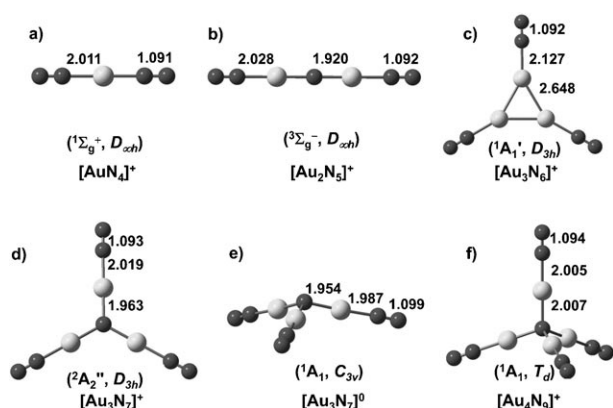 a)
2.011 1.091
(¹Σg⁺, D∞h)
[AuN₄]⁺
b)
2.028 1.920 1.092
(³Σg⁻, D∞h)
[Au₂N₅]⁺
c)
1.092
2.127
2.648
(¹A₁', D₃h)
[Au₃N₆]⁺
d)
1.093
2.019
1.963
(²A₂'', D₃h)
[Au₃N₇]⁺
e)
1.954
1.987
1.099
(¹A₁, C₃v)
[Au₃N₇]⁰
f)
1.094
2.005
2.007
(¹A₁, Td)
[Au₄N₉]⁺